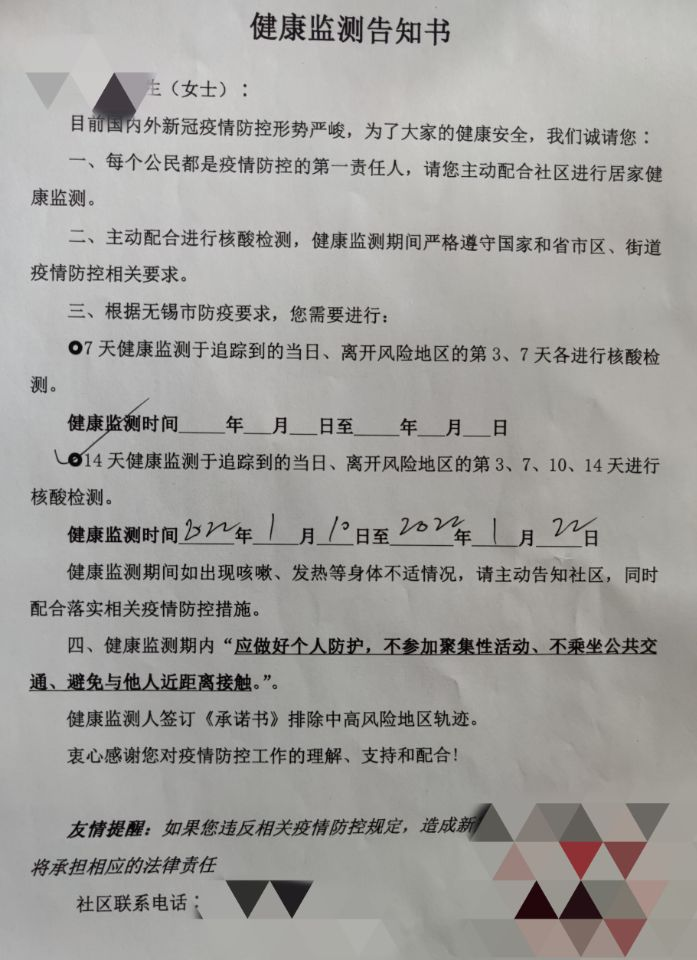 健康监测告知书
生（女士）：
目前国内外新冠疫情防控形势严峻，为了大家的健康安全，我们诚请您：
一、每个公民都是疫情防控的第一责任人，请您主动配合社区进行居家健
康监测。
二、主动配合进行核酸检测，健康监测期间严格遵守国家和省市区、街道
疫情防控相关要求。
三、根据无锡市防疫要求，您需要进行：
7 天健康监测于追踪到的当日、离开风险地区的第 3、7 天各进行核酸检
测。
健康监测时间_____年___月___日至_____年___月___日
14 天健康监测于追踪到的当日、离开风险地区的第 3、7、10、14 天进行
核酸检测。
健康监测时间2022年1月10日至2022年1月22日
健康监测期间如出现咳嗽、发热等身体不适情况，请主动告知社区，同时
配合落实相关疫情防控措施。
四、健康监测期内“应做好个人防护，不参加聚集性活动、不乘坐公共交
通、避免与他人近距离接触。”。
健康监测人签订《承诺书》排除中高风险地区轨迹。
衷心感谢您对疫情防控工作的理解、支持和配合!
友情提醒：如果您违反相关疫情防控规定，造成新
将承担相应的法律责任
社区联系电话：